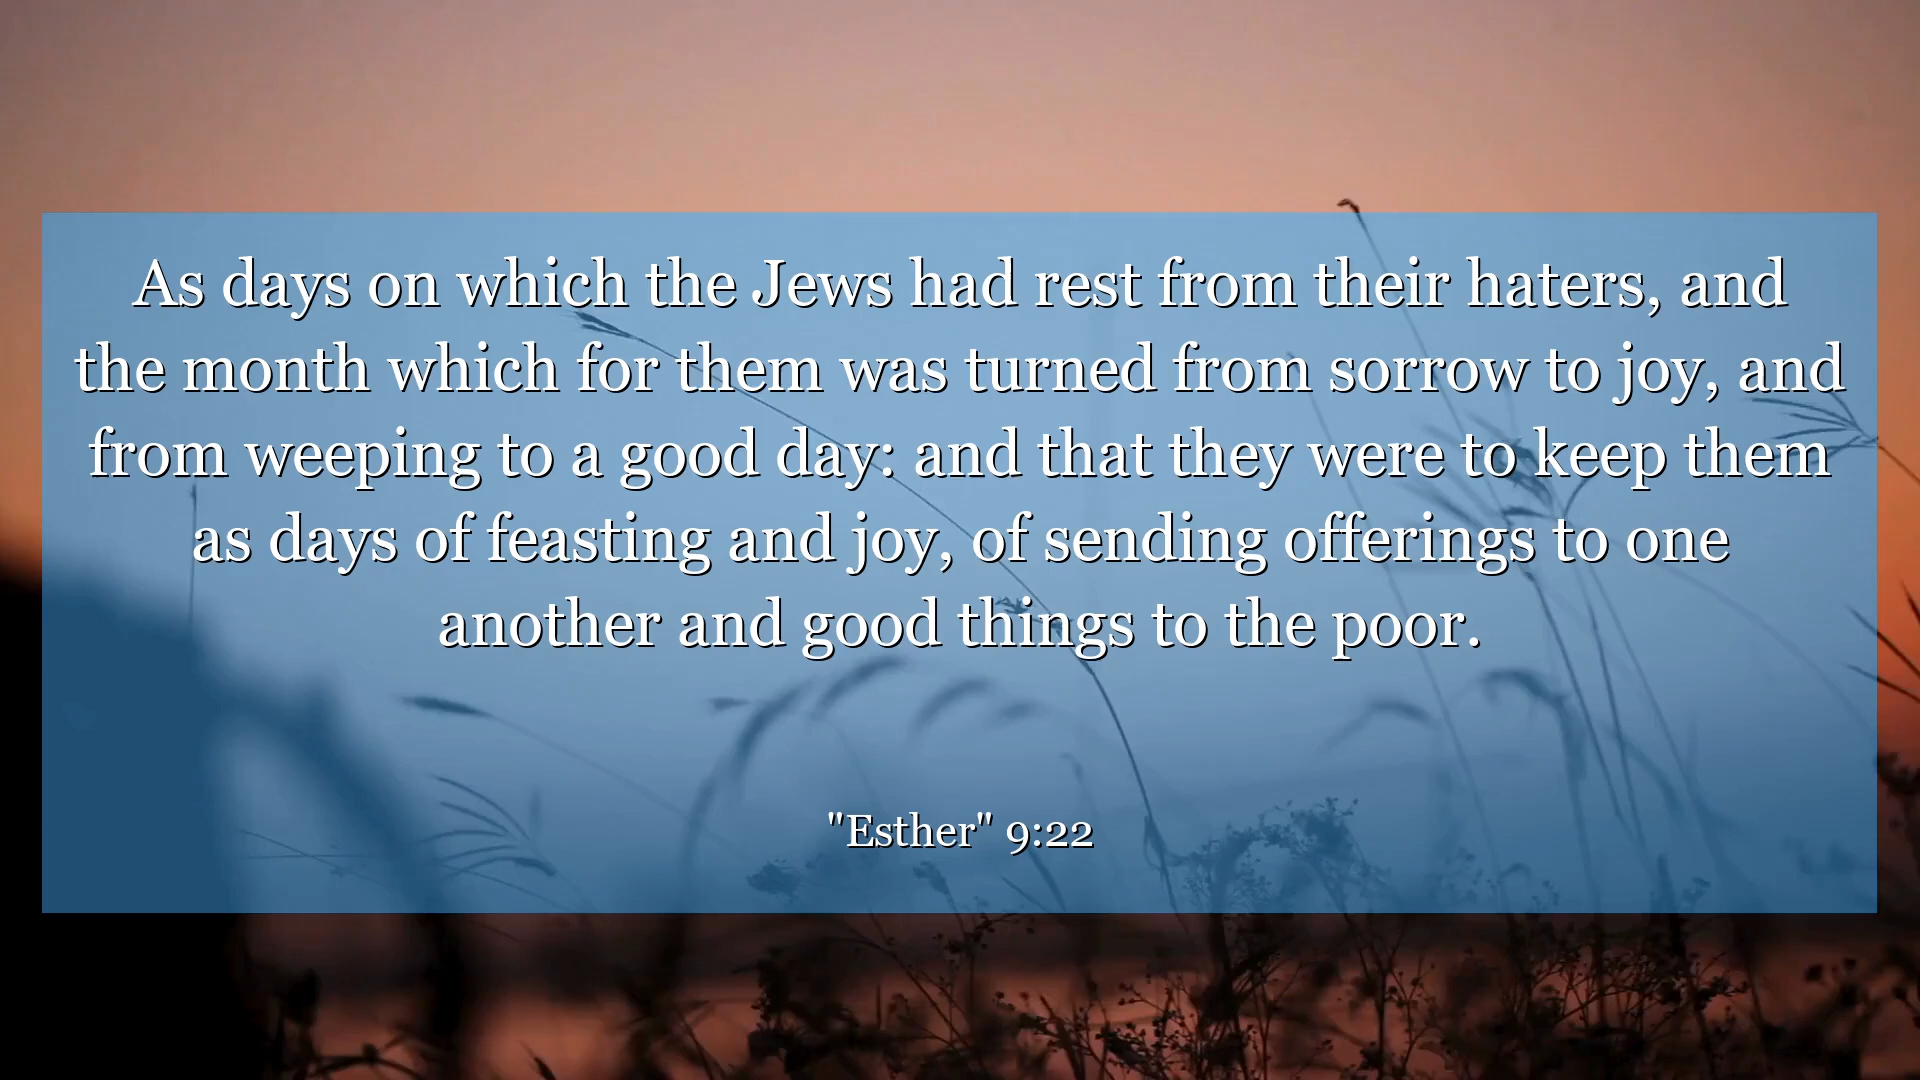 As days on which the Jews had rest from their haters, and
the month which for them was turned from sorrow to joy, and
from weeping to a good day: and that they were to keep them
as days of feasting and joy, of sending offerings to one
another and good things to the poor.
"Esther" 9:22